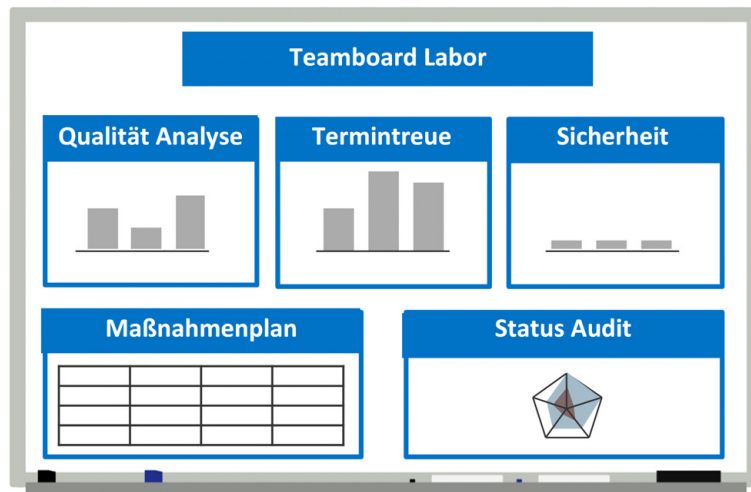 Teamboard Labor
Qualität Analyse
Termintreue
Sicherheit
Maßnahmenplan
Status Audit